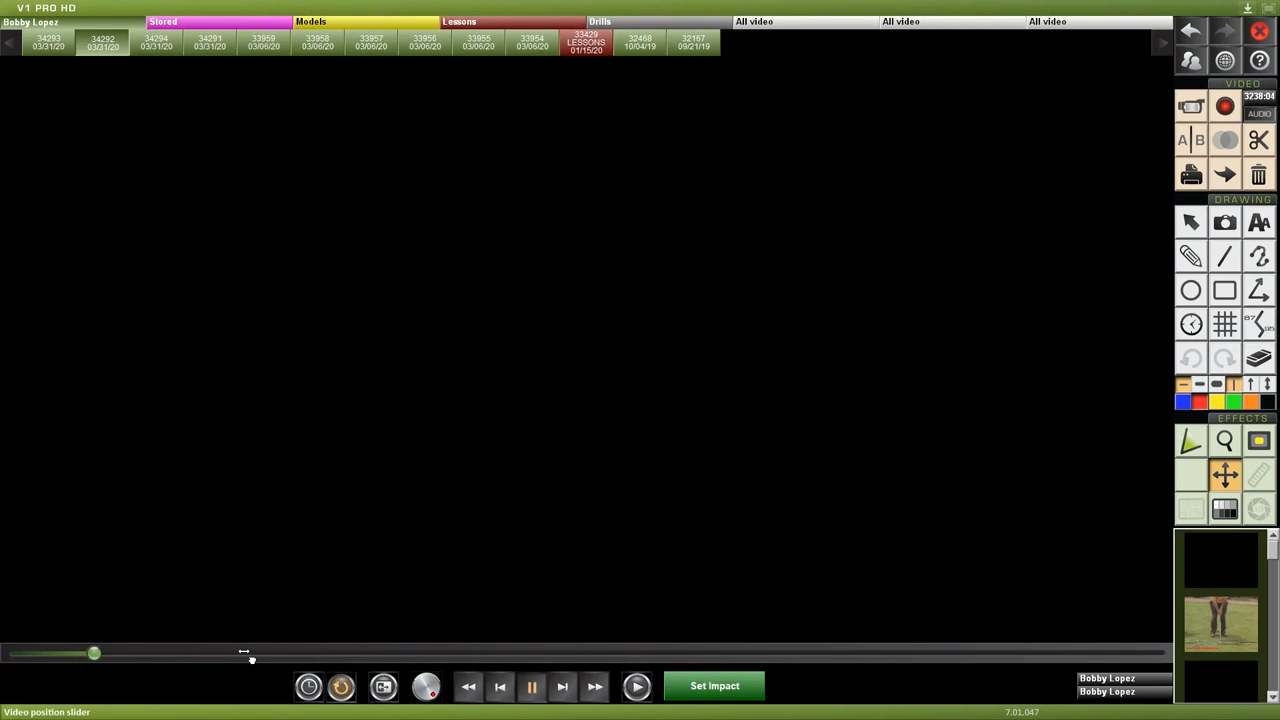 V1 PRO HD
Bobby Lopez
Stored
Models
Lessons
Drills
All video
All video
All video
34293
03/31/20
34292
03/31/20
34294
03/31/20
34291
03/31/20
33959
03/06/20
33958
03/06/20
33957
03/06/20
33956
03/06/20
33955
03/06/20
33954
03/06/20
33429
LESSONS
01/15/20
32468
10/04/19
32167
09/21/19
VIDEO
3238:04
AUDIO
A|B
DRAWING
AA
EFFECTS
Set Impact
Bobby Lopez
Bobby Lopez
Video position slider
7.01.047